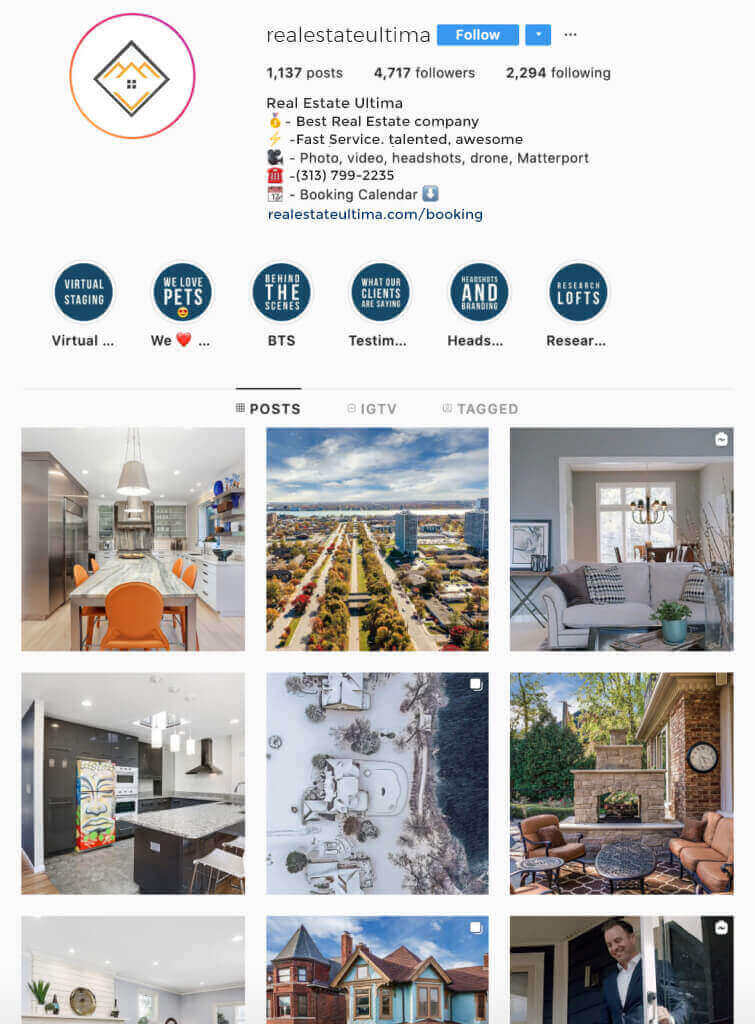 realestateultima Follow ...
1,137 posts 4,717 followers 2,294 following
Real Estate Ultima
🥇 - Best Real Estate company
⚡ -Fast Service. talented, awesome
🎥 - Photo, video, headshots, drone, Matterport
☎️ -(313) 799-2235
📆 - Booking Calendar ⬇️
realestateultima.com/booking
VIRTUAL
STAGING
WE LOVE
PETS
😍
BEHIND
THE
SCENES
WHAT OUR
CLIENTS
ARE SAYING
HEADSHOTS
AND
BRANDING
RESEARCH
LOFTS
Virtual ...
We ❤️ ...
BTS
Testim...
Heads...
Resear...
POSTS IGTV TAGGED